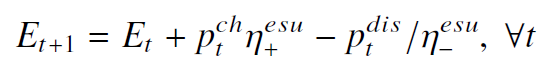 E_{t+1} = E_t + p_t^{ch} η_+^{esu} − p_t^{dis} / η_−^{esu}, ∀t